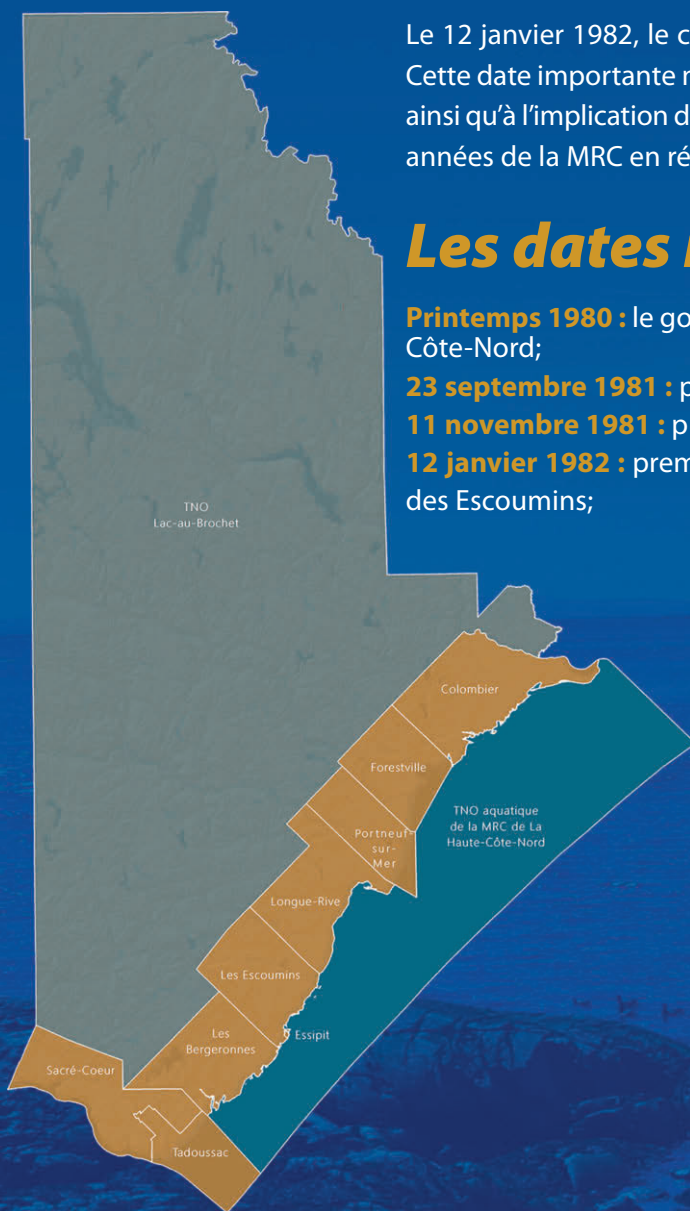 Le 12 janvier 1982, le c
Cette date importante
ainsi qu'à l'implication d
années de la MRC en ré
Les dates
Printemps 1980 : le go
Côte-Nord;
23 septembre 1981 : p
11 novembre 1981 : p
12 janvier 1982 : prem
des Escoumins;
TNO
Lac-au-Brochet
Colombier
Forestville
TNO aquatique
de la MRC de La
Haute-Côte-Nord
Portneuf-
sur-
Mer
Longue-Rive
Les Escoumins
Essipit
Les
Bergeronnes
Sacré-Coeur
Tadoussac